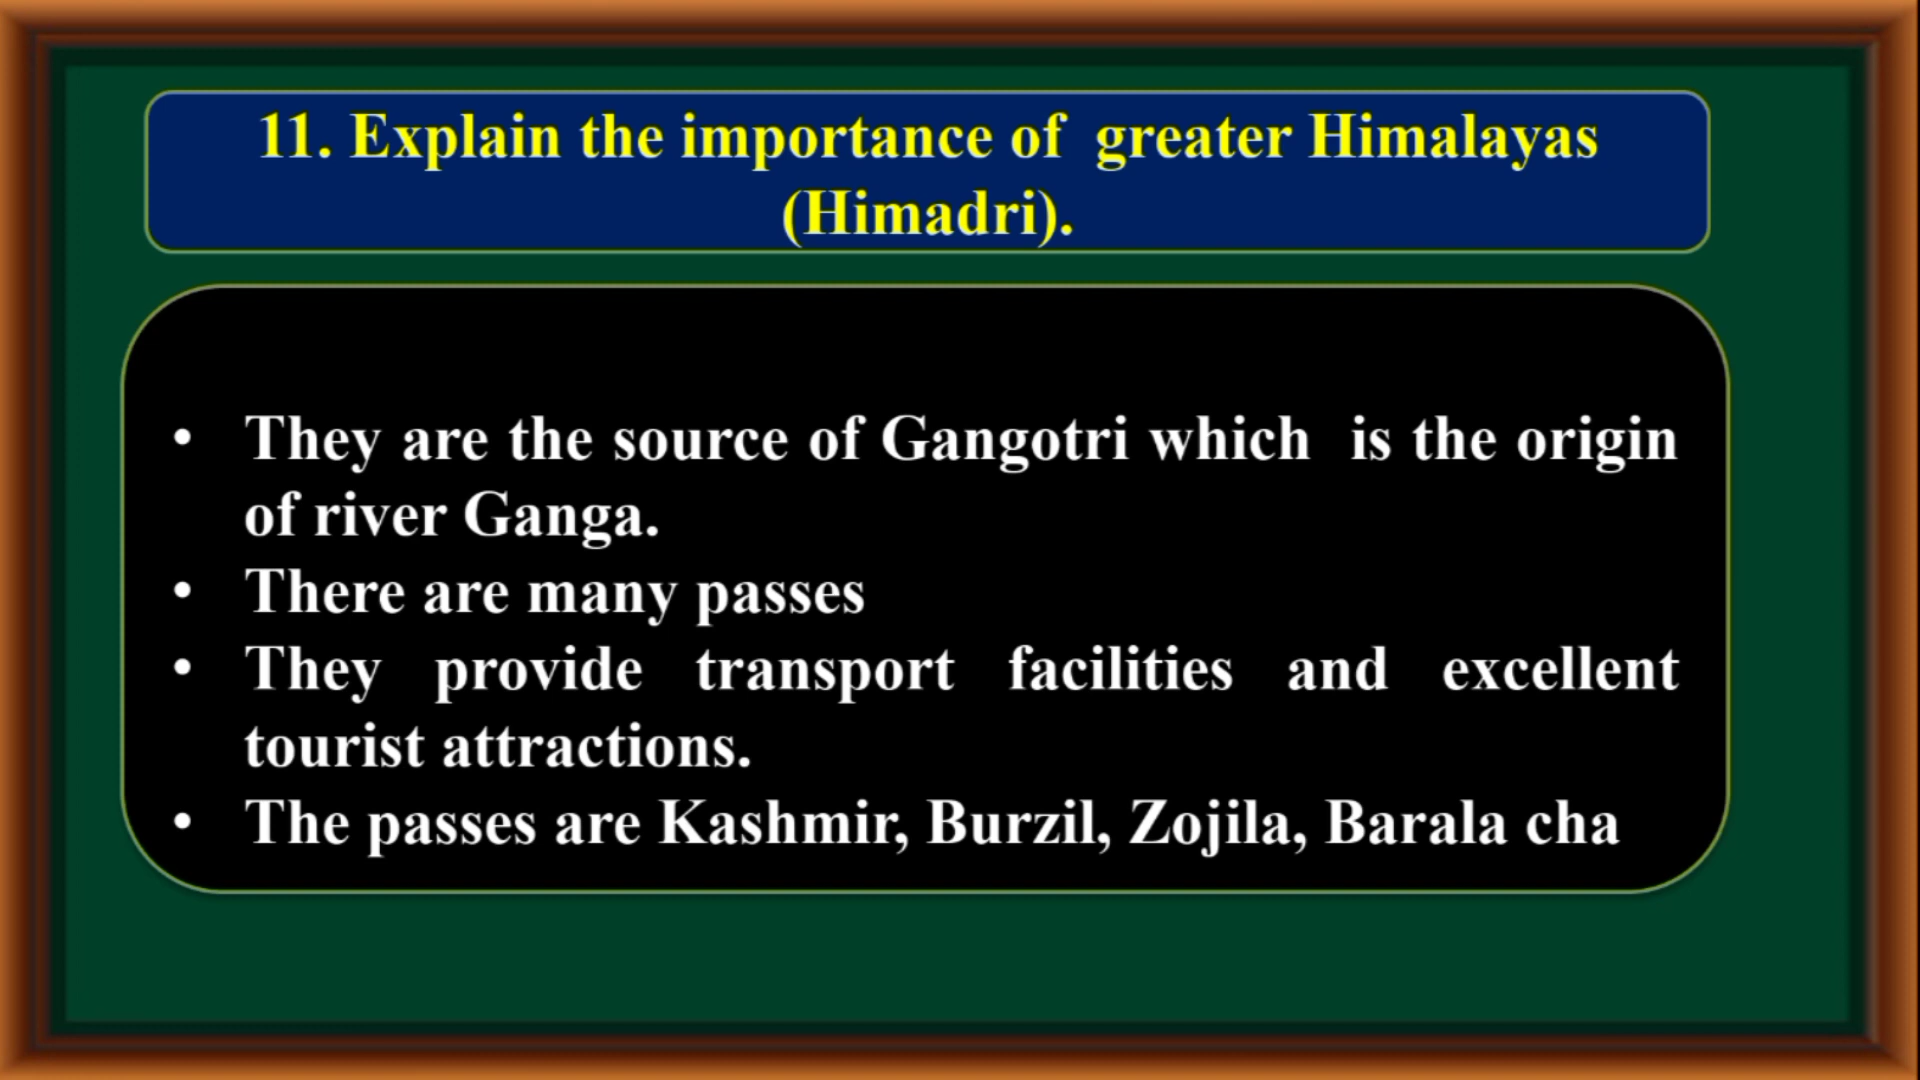 11. Explain the importance of greater Himalayas
(Himadri).
• They are the source of Gangotri which is the origin
of river Ganga.
• There are many passes
• They provide transport facilities and excellent
tourist attractions.
• The passes are Kashmir, Burzil, Zojila, Barala cha